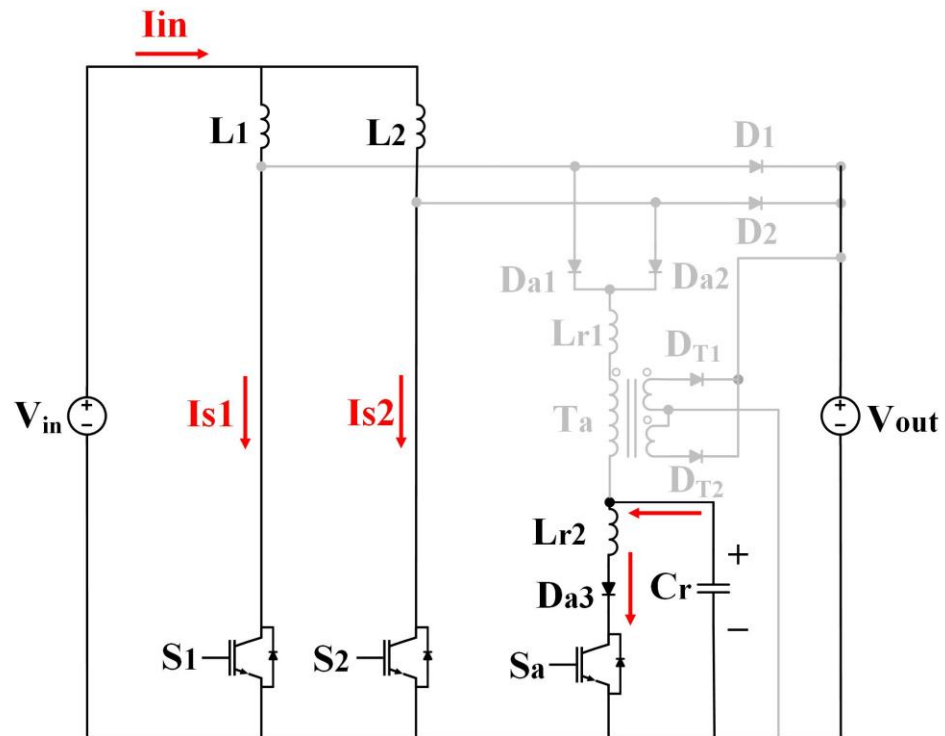 Iin
L1
L2
D1
D2
Da1
Da2
Lr1
DT1
Vin
+
−
Is1
Is2
Ta
+
−
Vout
DT2
Lr2
+
Da3
Cr
−
S1
S2
Sa